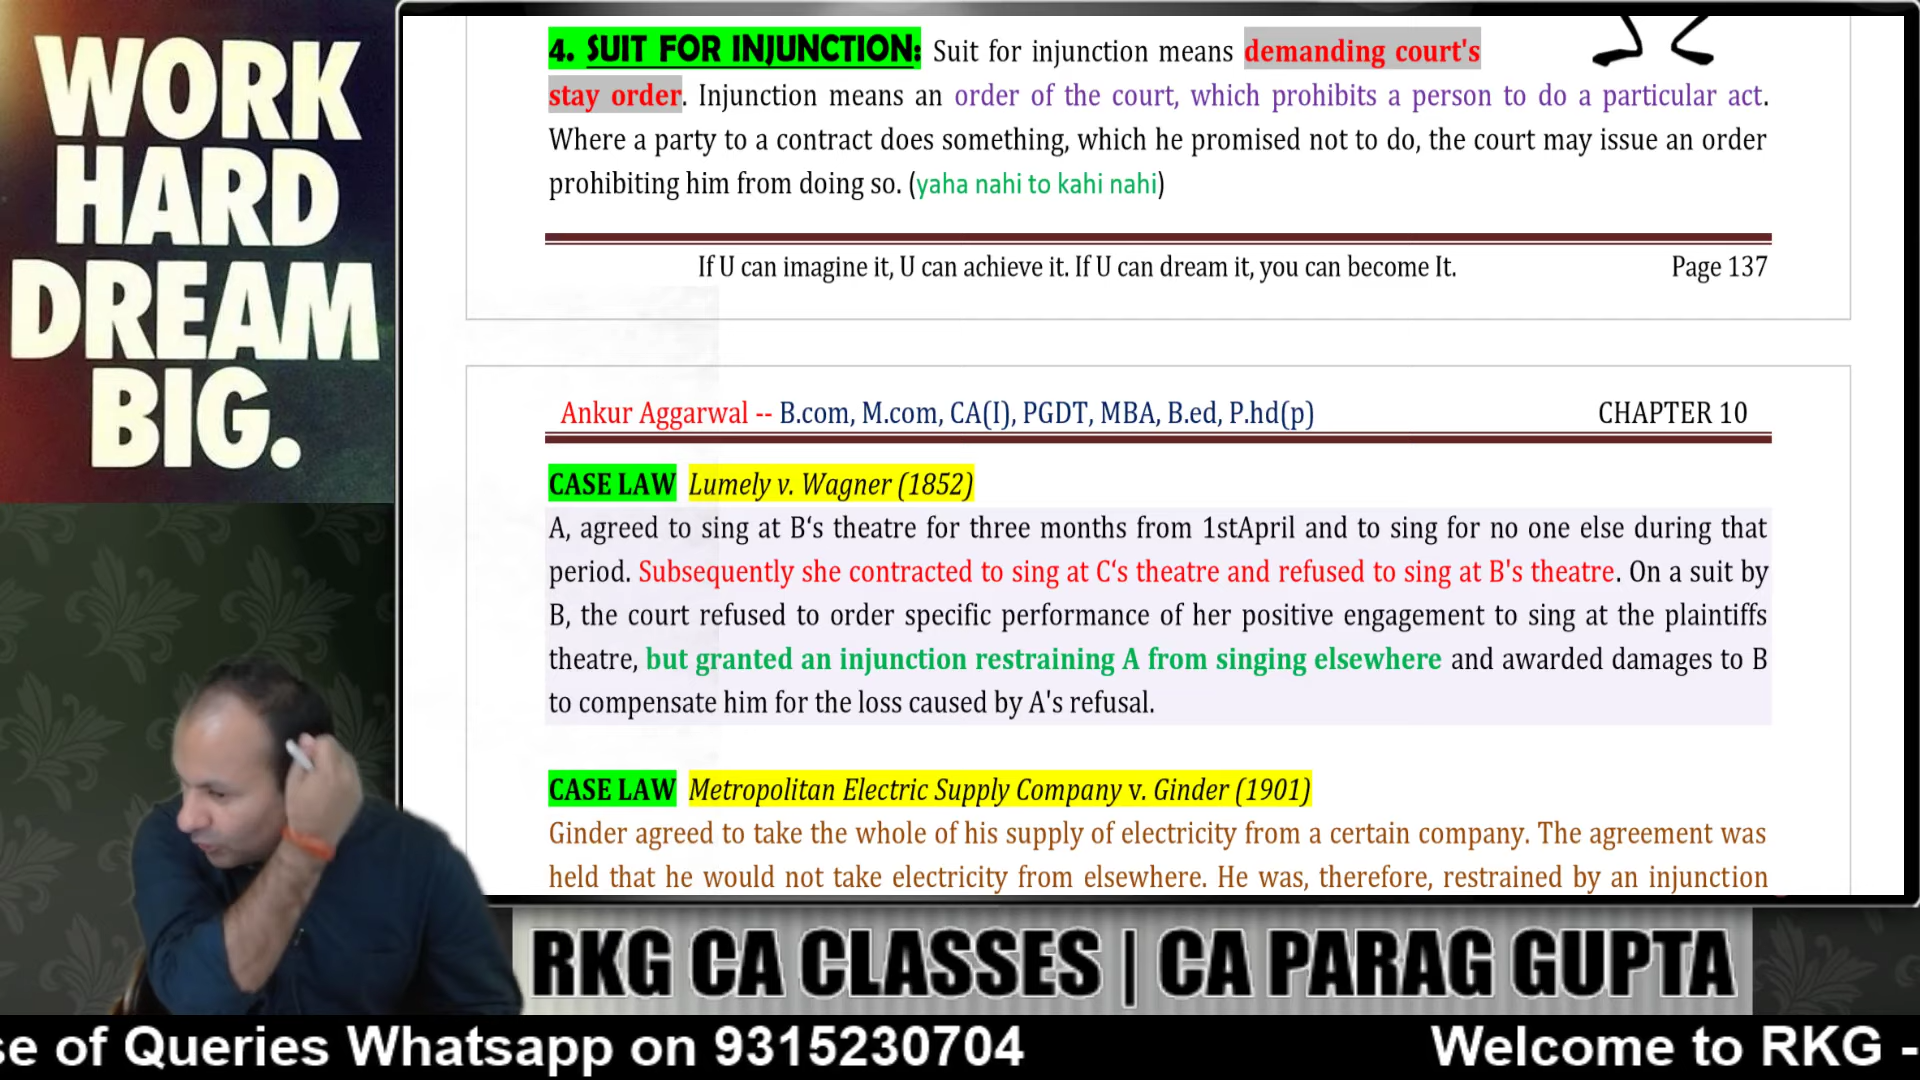 WORK
HARD
DREAM
BIG.
4. SUIT FOR INJUNCTION: Suit for injunction means demanding court's
stay order. Injunction means an order of the court, which prohibits a person to do a particular act.
Where a party to a contract does something, which he promised not to do, the court may issue an order
prohibiting him from doing so. (yaha nahi to kahi nahi)
If U can imagine it, U can achieve it. If U can dream it, you can become It.
Page 137
Ankur Aggarwal -- B.com, M.com, CA(I), PGDT, MBA, B.ed, P.hd(p)
CHAPTER 10
CASE LAW Lumely v. Wagner (1852)
A, agreed to sing at B‘s theatre for three months from 1stApril and to sing for no one else during that
period. Subsequently she contracted to sing at C‘s theatre and refused to sing at B's theatre. On a suit by
B, the court refused to order specific performance of her positive engagement to sing at the plaintiffs
theatre, but granted an injunction restraining A from singing elsewhere and awarded damages to B
to compensate him for the loss caused by A's refusal.
CASE LAW Metropolitan Electric Supply Company v. Ginder (1901)
Ginder agreed to take the whole of his supply of electricity from a certain company. The agreement was
held that he would not take electricity from elsewhere. He was, therefore, restrained by an injunction
RKG CA CLASSES | CA PARAG GUPTA
se of Queries Whatsapp on 9315230704
Welcome to RKG -